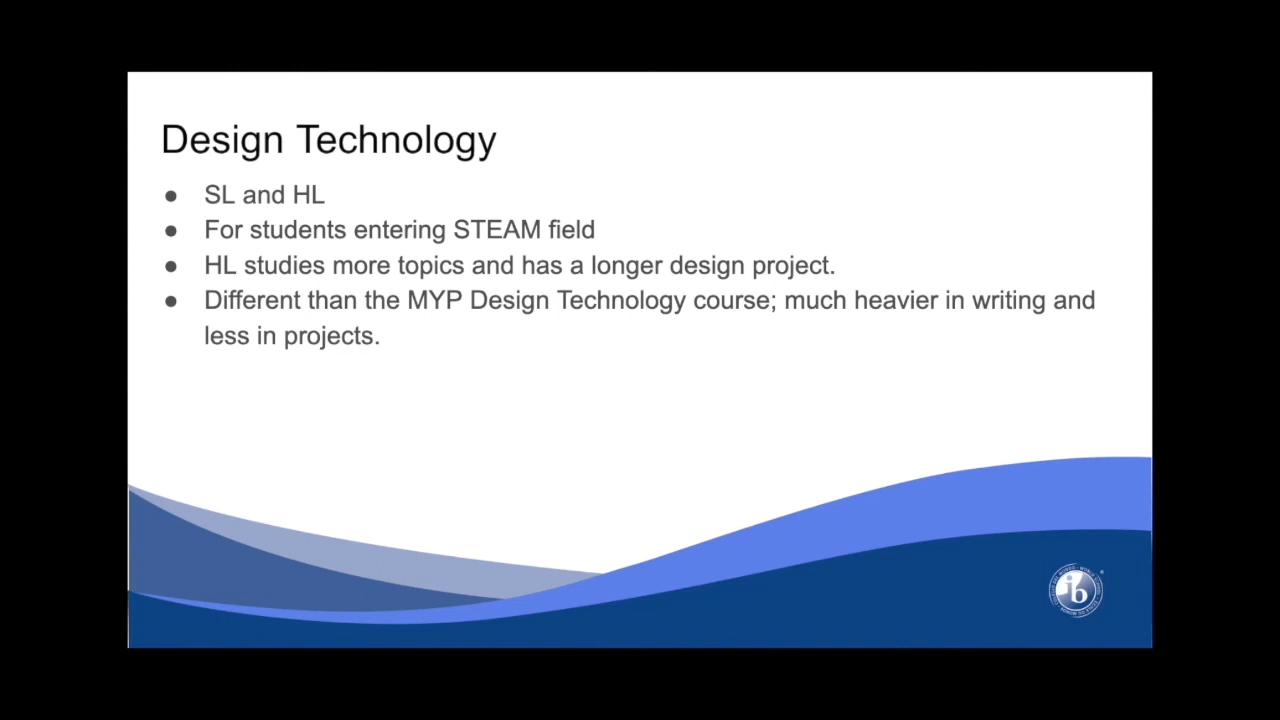 Design Technology
● SL and HL
● For students entering STEAM field
● HL studies more topics and has a longer design project.
● Different than the MYP Design Technology course; much heavier in writing and
less in projects.
ib